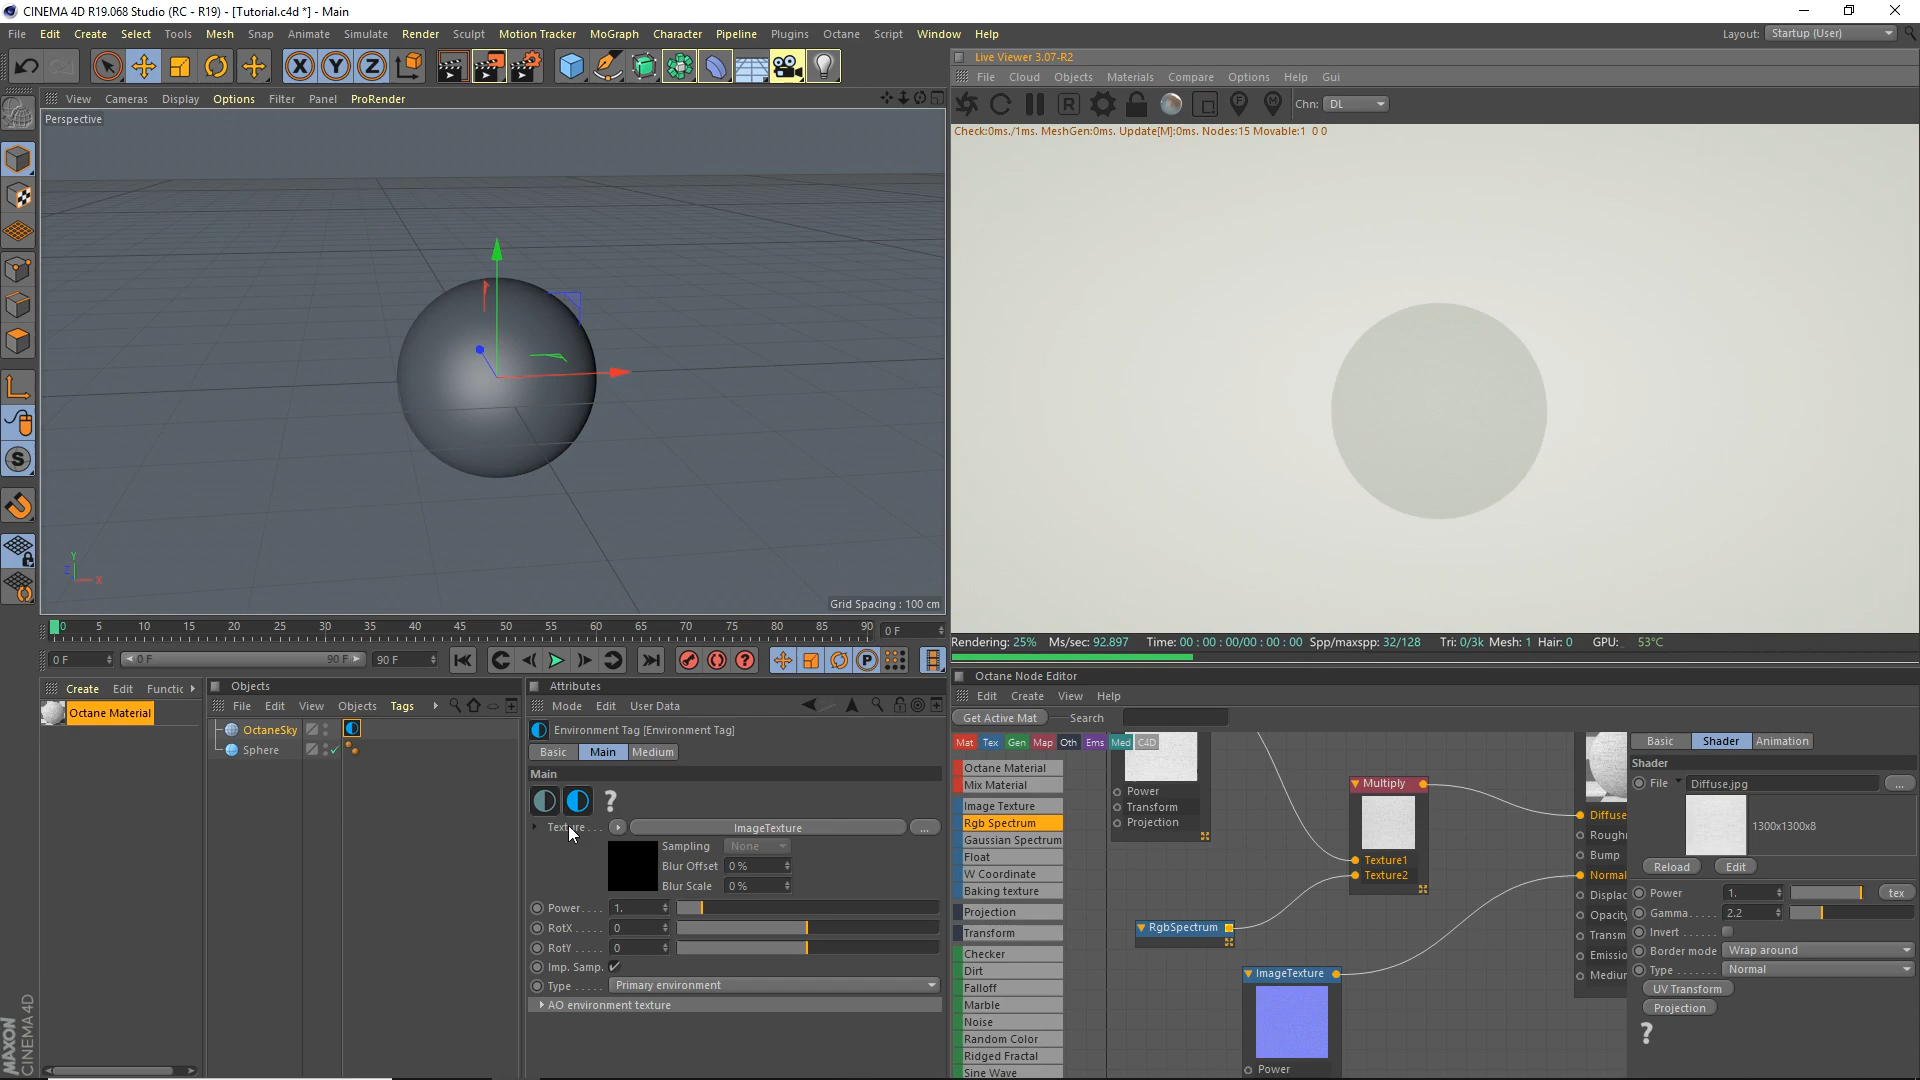 CINEMA 4D R19.068 Studio (RC - R19) - [Tutorial.c4d *] - Main
File Edit Create Select Tools Mesh Snap Animate Simulate Render Sculpt Motion Tracker MoGraph Character Pipeline Plugins Octane Script Window Help
Layout: Startup (User)
Live Viewer 3.07-R2
File Cloud Objects Materials Compare Options Help Gui
X Y Z
R Chn: DL
View Cameras Display Options Filter Panel ProRender
Perspective
Check:0ms./1ms. MeshGen:0ms. Update[M]:0ms. Nodes:15 Movable:1 0 0
Y
Z
X
Grid Spacing : 100 cm
0 5 10 15 20 25 30 35 40 45 50 55 60 65 70 75 80 85 90 0 F
Rendering: 25% Ms/sec: 92.897 Time: 00 : 00 : 00/00 : 00 : 00 Spp/maxspp: 32/128 Tri: 0/3k Mesh: 1 Hair: 0 GPU: 53°C
0 F 0 F 90 F 90 F
P
Octane Node Editor
Create Edit Functic
Objects
Attributes
Edit Create View Help
File Edit View Objects Tags
Mode Edit User Data
Octane Material
Get Active Mat Search
OctaneSky
Environment Tag [Environment Tag]
Sphere
Basic Main Medium
Main
Texture. . . ImageTexture ...
Sampling None
Blur Offset 0 %
Blur Scale 0 %
Power. . . . 1.
RotX . . . . 0
RotY . . . . 0
Imp. Samp.
Type . . . . Primary environment
AO environment texture
Mat Tex Gen Map Oth Ems Med C4D
Octane Material
Mix Material
Image Texture
Rgb Spectrum
Gaussian Spectrum
Float
W Coordinate
Baking texture
Projection
Transform
Checker
Dirt
Falloff
Marble
Noise
Random Color
Ridged Fractal
Sine Wave
Power
Transform
Projection
Multiply
Texture1
Texture2
RgbSpectrum
ImageTexture
Power
Diffuse
Rough
Bump
Normal
Displac
Opacity
Transm
Emissio
Mediur
Basic Shader Animation
Shader
File Diffuse.jpg ...
1300x1300x8
Reload Edit
Power 1. tex
Gamma. . . . . 2.2
Invert . . . . . .
Border mode Wrap around
Type . . . . . . . Normal
UV Transform
Projection
?
MAXON
CINEMA 4D